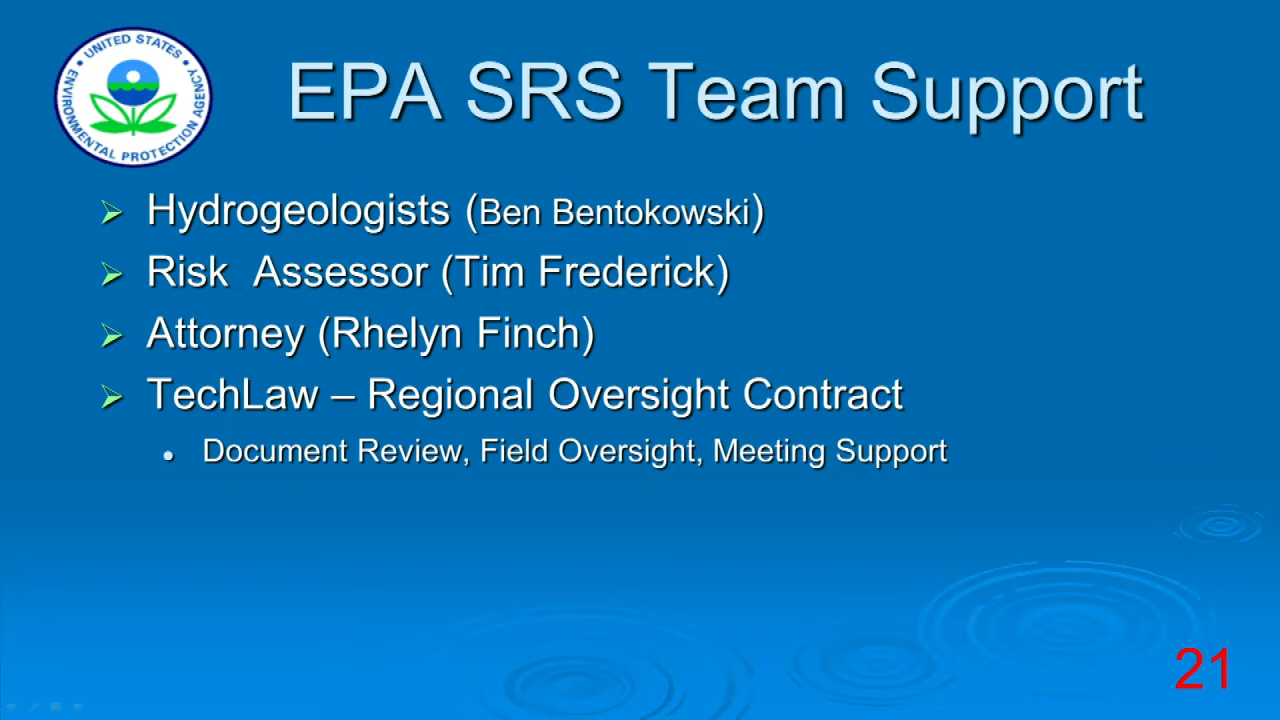 UNITED STATES
ENVIRONMENTAL PROTECTION AGENCY
EPA SRS Team Support
Hydrogeologists (Ben Bentokowski)
Risk Assessor (Tim Frederick)
Attorney (Rhelyn Finch)
TechLaw – Regional Oversight Contract
Document Review, Field Oversight, Meeting Support
21